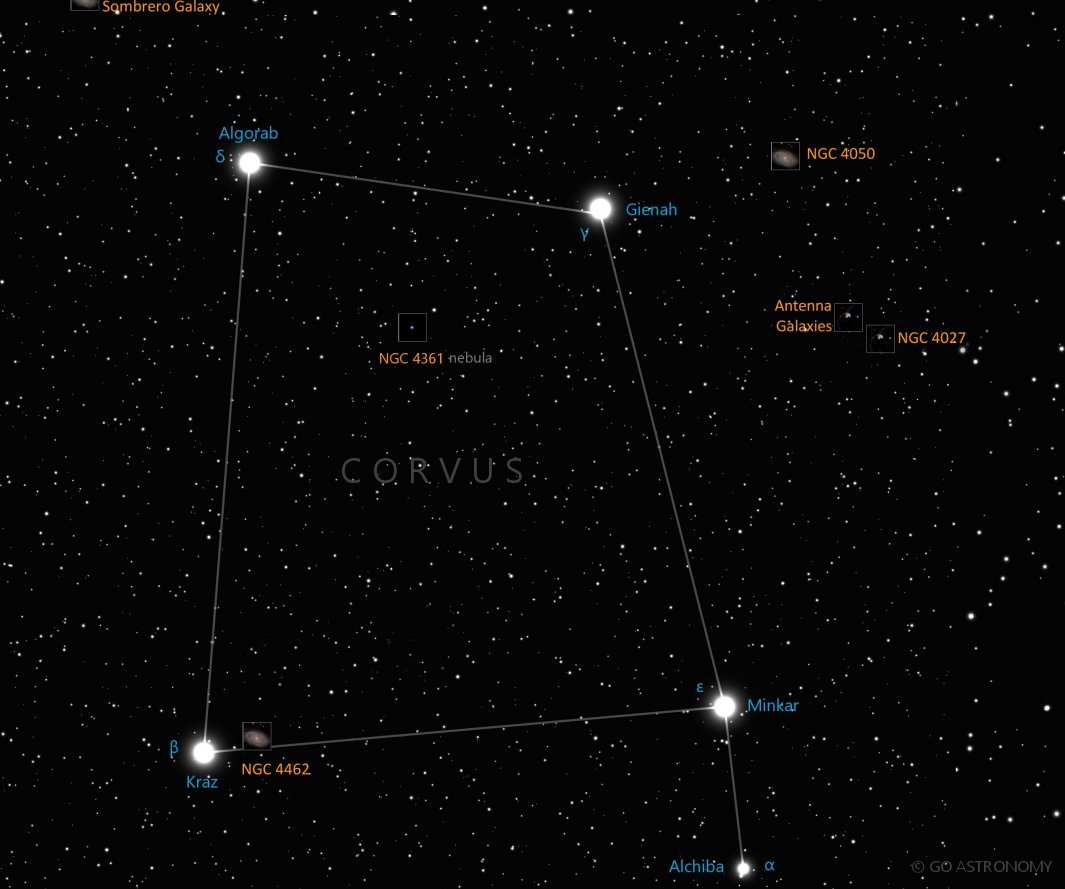 Sombrero Galaxy
Algorab
δ
NGC 4050
Gienah
γ
Antenna
Galaxies
NGC 4027
NGC 4361 nebula
CORVUS
ε
Minkar
β
NGC 4462
Kraz
Alchiba α
© GO ASTRONOMY